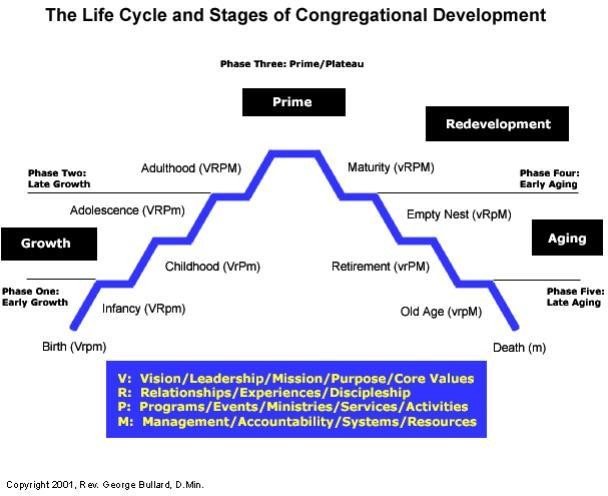 The Life Cycle and Stages of Congregational Development
Phase Three: Prime/Plateau
Prime
Redevelopment
Adulthood (VRPM)
Maturity (vRPM)
Phase Two:
Late Growth
Phase Four:
Early Aging
Adolescence (VRPm)
Empty Nest (vRpM)
Growth
Aging
Childhood (VrPm)
Retirement (vrPM)
Phase One:
Early Growth
Phase Five:
Late Aging
Infancy (VRpm)
Old Age (vrpM)
Birth (Vrpm)
Death (m)
V: Vision/Leadership/Mission/Purpose/Core Values
R: Relationships/Experiences/Discipleship
P: Programs/Events/Ministries/Services/Activities
M: Management/Accountability/Systems/Resources
Copyright 2001, Rev. George Bullard, D.Min.